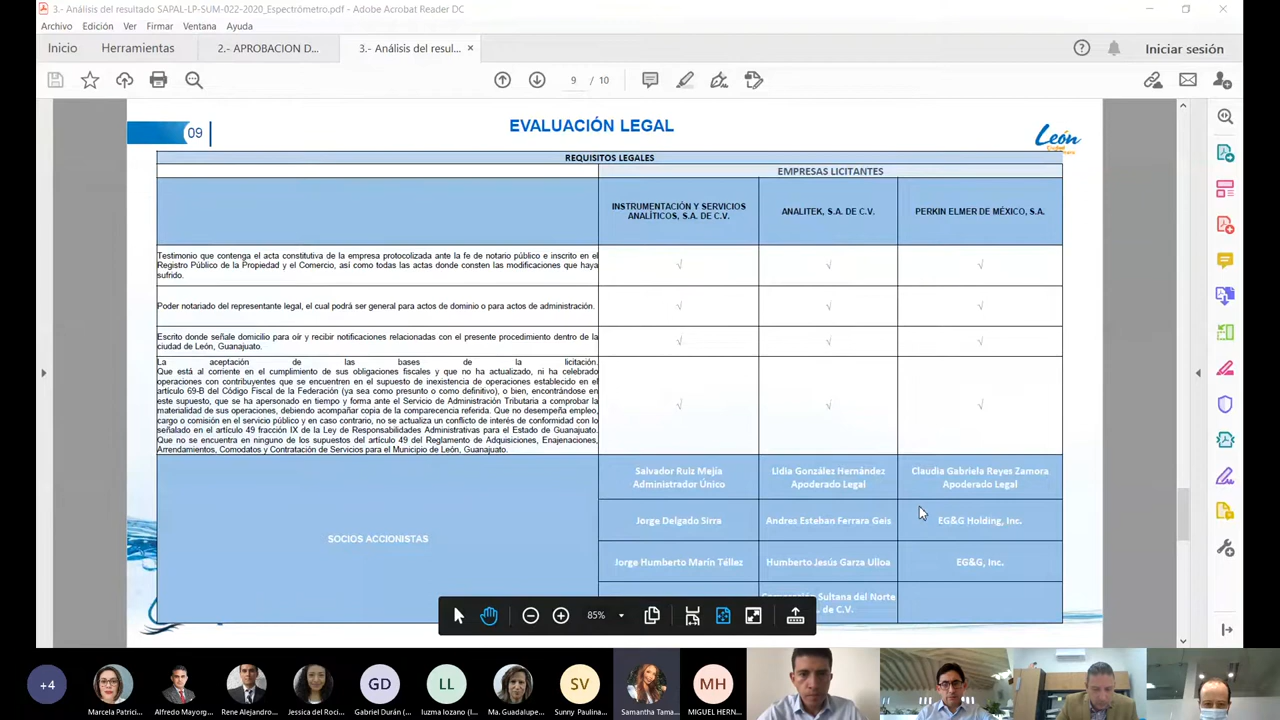 3.- Análisis del resultado SAPAL-LP-SUM-022-2020_Espectrómetro.pdf - Adobe Acrobat Reader DC
Archivo Edición Ver Firmar Ventana Ayuda
Inicio Herramientas 2.- APROBACION D... 3.- Análisis del resul... × Iniciar sesión
9 / 10
09 EVALUACIÓN LEGAL León
REQUISITOS LEGALES
EMPRESAS LICITANTES
INSTRUMENTACIÓN Y SERVICIOS
ANALÍTICOS, S.A. DE C.V.
ANALITEK, S.A. DE C.V.
PERKIN ELMER DE MÉXICO, S.A.
Testimonio que contenga el acta constitutiva de la empresa protocolizada ante la fe de notario público e inscrito en el
Registro Público de la Propiedad y el Comercio, así como todas las actas donde consten las modificaciones que haya
sufrido.
√ √ √
Poder notariado del representante legal, el cual podrá ser general para actos de dominio o para actos de administración.
√ √ √
Escrito donde señale domicilio para oír y recibir notificaciones relacionadas con el presente procedimiento dentro de la
ciudad de León, Guanajuato.
√ √ √
La aceptación de las bases de la licitación.
Que está al corriente en el cumplimiento de sus obligaciones fiscales y que no ha actualizado, ni ha celebrado
operaciones con contribuyentes que se encuentren en el supuesto de inexistencia de operaciones establecido en el
artículo 69-B del Código Fiscal de la Federación (ya sea como presunto o como definitivo), o bien, encontrándose en
este supuesto, que se ha apersonado en tiempo y forma ante el Servicio de Administración Tributaria a comprobar la
materialidad de sus operaciones, debiendo acompañar copia de la comparecencia referida. Que no desempeña empleo,
cargo o comisión en el servicio público y en caso contrario, no se actualiza un conflicto de interés de conformidad con lo
señalado en el artículo 49 fracción IX de la Ley de Responsabilidades Administrativas para el Estado de Guanajuato.
Que no se encuentra en ninguno de los supuestos del artículo 49 del Reglamento de Adquisiciones, Enajenaciones,
Arrendamientos, Comodatos y Contratación de Servicios para el Municipio de León, Guanajuato.
√ √ √
SOCIOS ACCIONISTAS
Salvador Ruiz Mejía
Administrador Único
Lidia González Hernández
Apoderado Legal
Claudia Gabriela Reyes Zamora
Apoderado Legal
Jorge Delgado Sirra
Andres Esteban Ferrara Geis
EG&G Holding, Inc.
Jorge Humberto Marín Téllez
Humberto Jesús Garza Ulloa
EG&G, Inc.
Sultana del Norte
de C.V.
85%
+4 GD LL SV MH
Marcela Patrici... Alfredo Mayorg... Rene Alejandro... Jessica del Roci... Gabriel Durán (... luzma lozano (I... Ma. Guadalupe... Sunny Paulina... Samantha Tama... MIGUEL HERN...